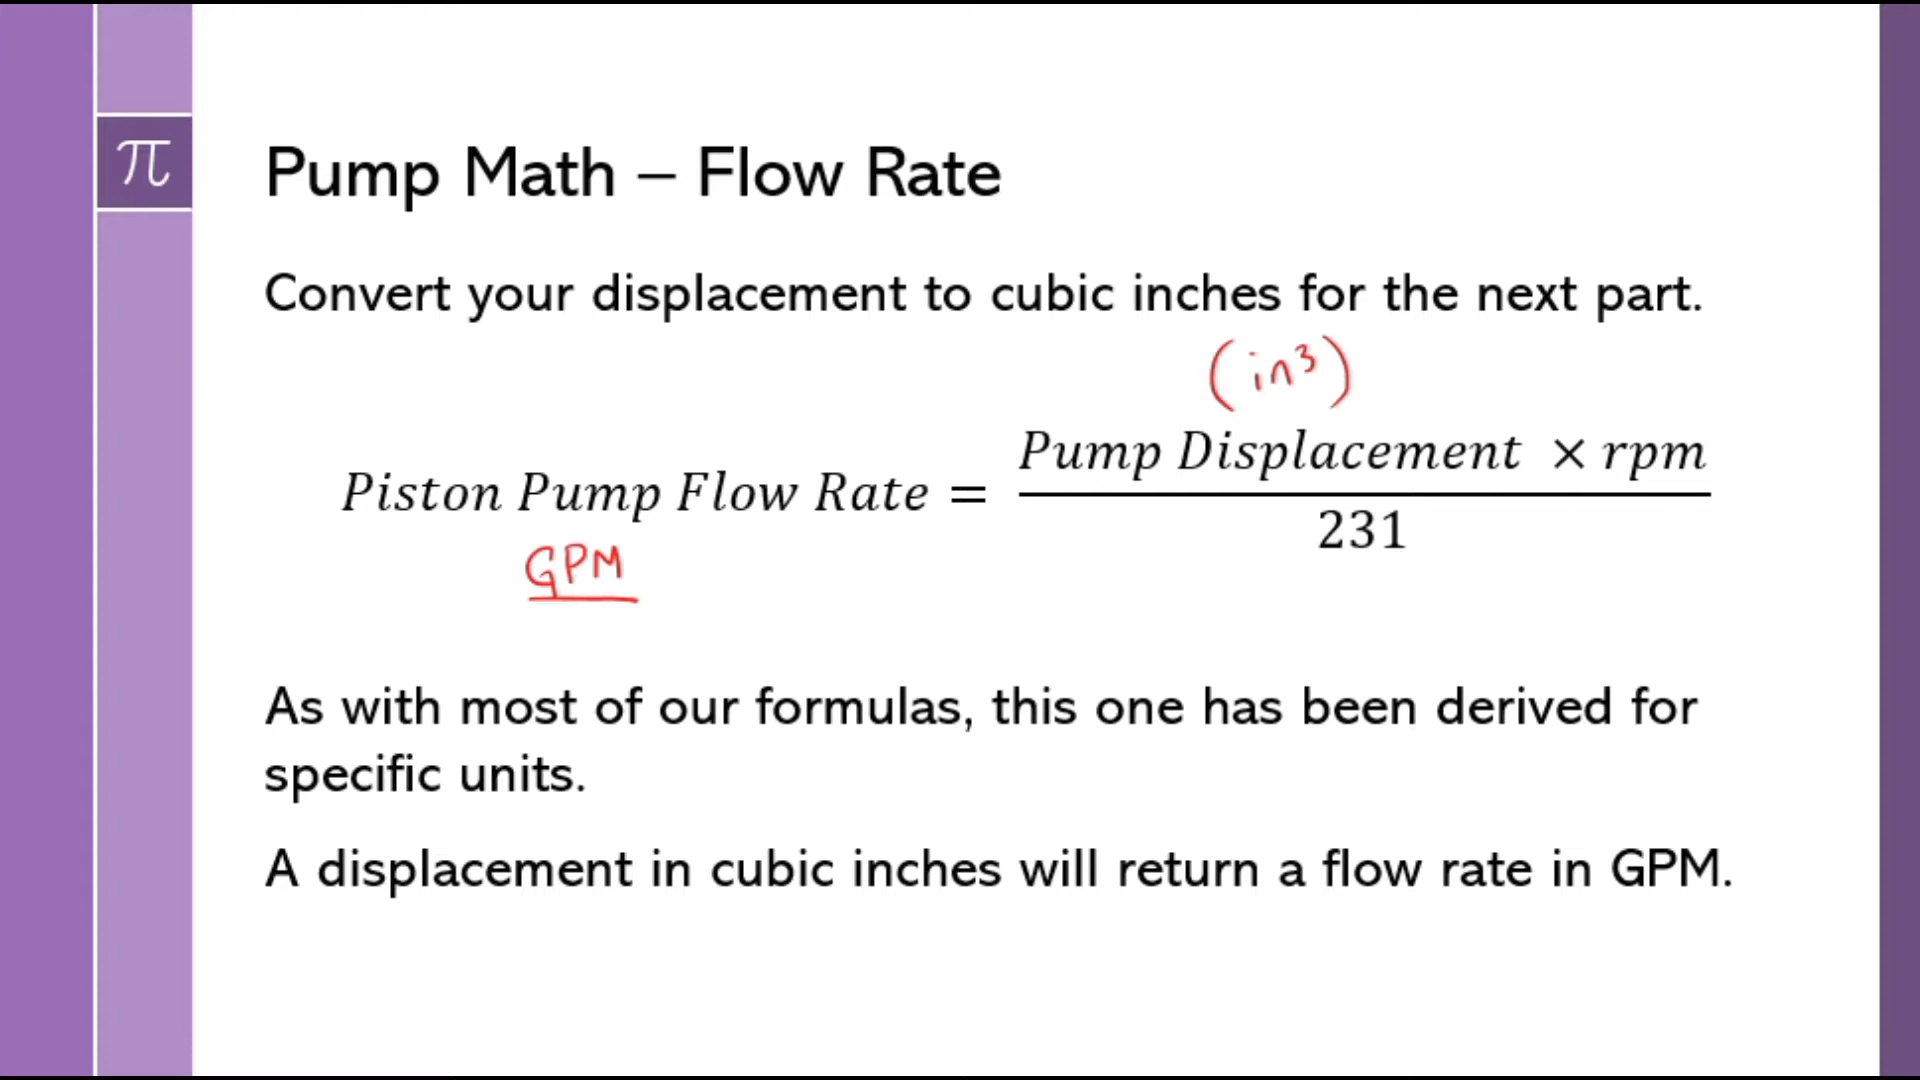 π
Pump Math – Flow Rate
Convert your displacement to cubic inches for the next part.
(in³)
Piston Pump Flow Rate = Pump Displacement × rpm
231
GPM
As with most of our formulas, this one has been derived for
specific units.
A displacement in cubic inches will return a flow rate in GPM.